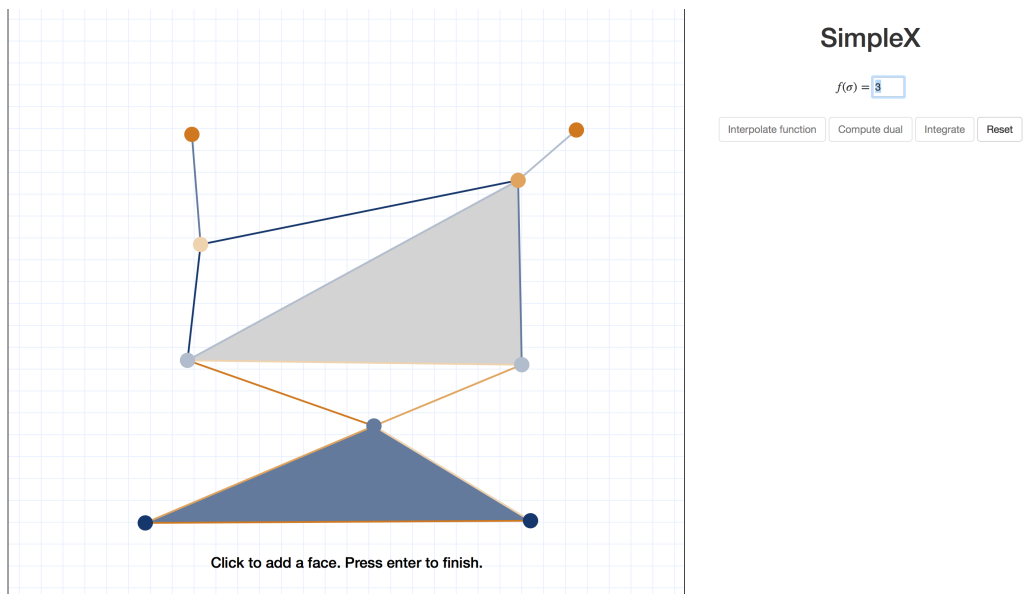 SimpleX
f(σ) = 3
Interpolate function Compute dual Integrate Reset
Click to add a face. Press enter to finish.